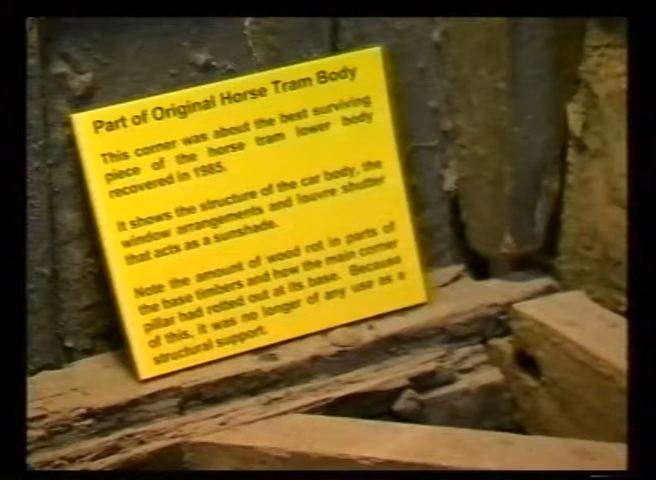 Part of Original Horse Tram Body
This corner was about the best surviving
piece of the horse tram lower body
recovered in 1985.
It shows the structure of the car body, the
window arrangements and louvre shutter
that acts as a sunshade.
Note the amount of wood rot in parts of
the base timbers and how the main corner
pillar had rotted out at its base. Because
of this, it was no longer of any use as a
structural support.